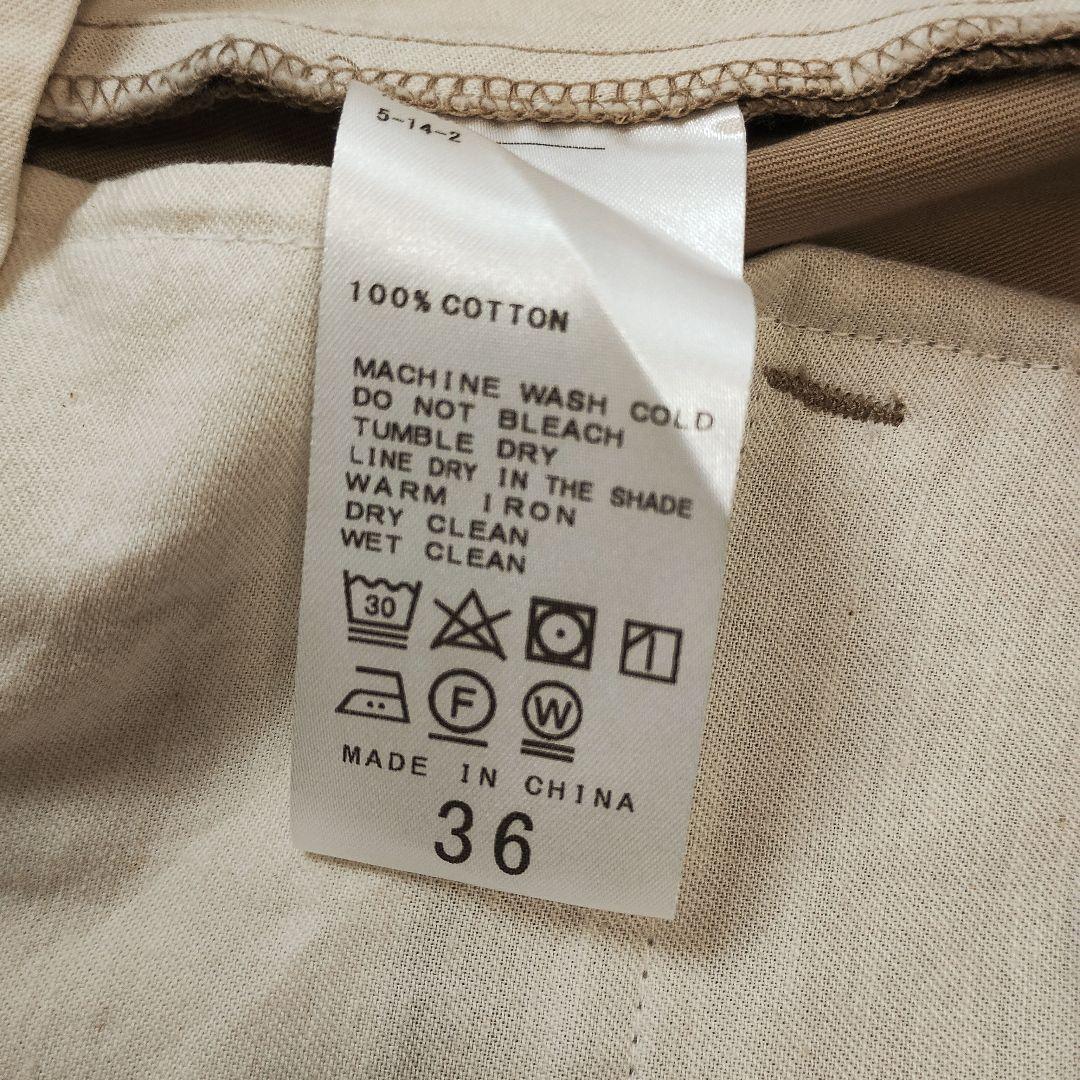 5-14-2
100% COTTON
MACHINE WASH COLD
DO NOT BLEACH
TUMBLE DRY
LINE DRY IN THE SHADE
WARM IRON
DRY CLEAN
WET CLEAN
30
F
W
MADE IN CHINA
36